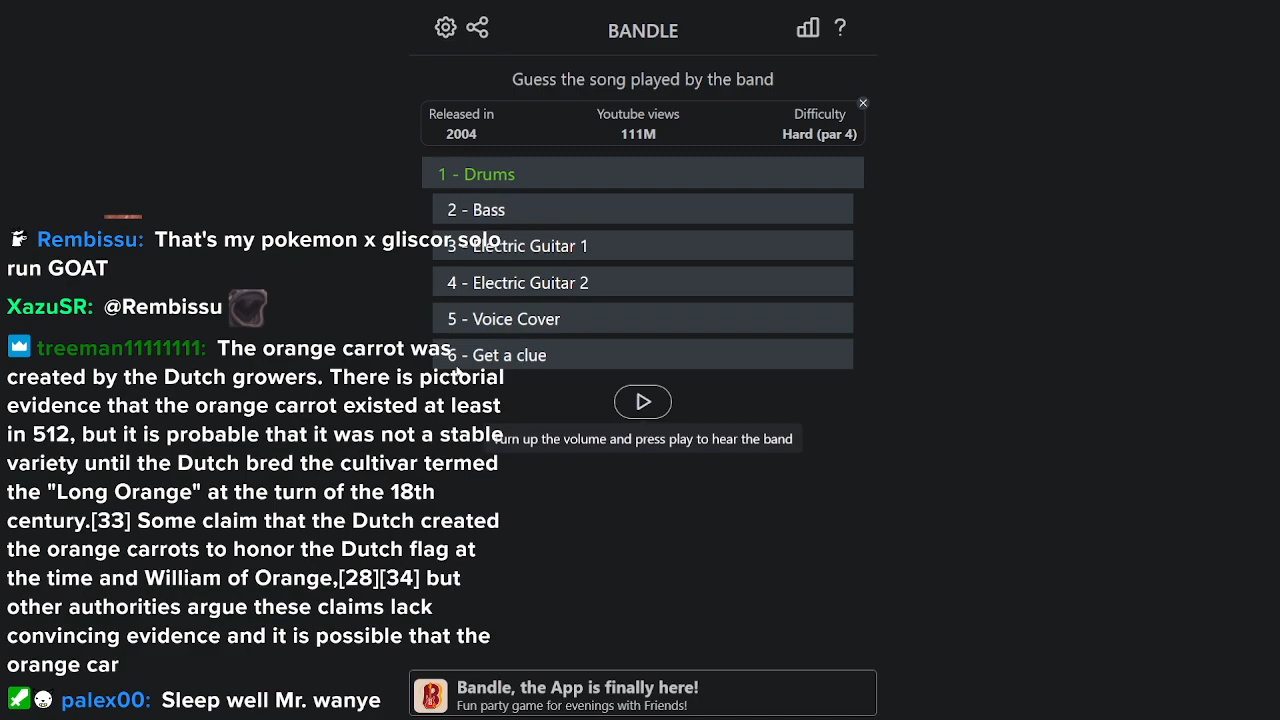 BANDLE
?
Guess the song played by the band
Released in
2004
Youtube views
111M
Difficulty
Hard (par 4)
1 - Drums
2 - Bass
3 - Electric Guitar 1
4 - Electric Guitar 2
5 - Voice Cover
6 - Get a clue
Turn up the volume and press play to hear the band
Rembissu: That's my pokemon x gliscor solo
run GOAT
XazuSR: @Rembissu
treeman11111111: The orange carrot was
created by the Dutch growers. There is pictorial
evidence that the orange carrot existed at least
in 512, but it is probable that it was not a stable
variety until the Dutch bred the cultivar termed
the "Long Orange" at the turn of the 18th
century.[33] Some claim that the Dutch created
the orange carrots to honor the Dutch flag at
the time and William of Orange,[28][34] but
other authorities argue these claims lack
convincing evidence and it is possible that the
orange car
palex00: Sleep well Mr. wanye
Bandle, the App is finally here!
Fun party game for evenings with Friends!